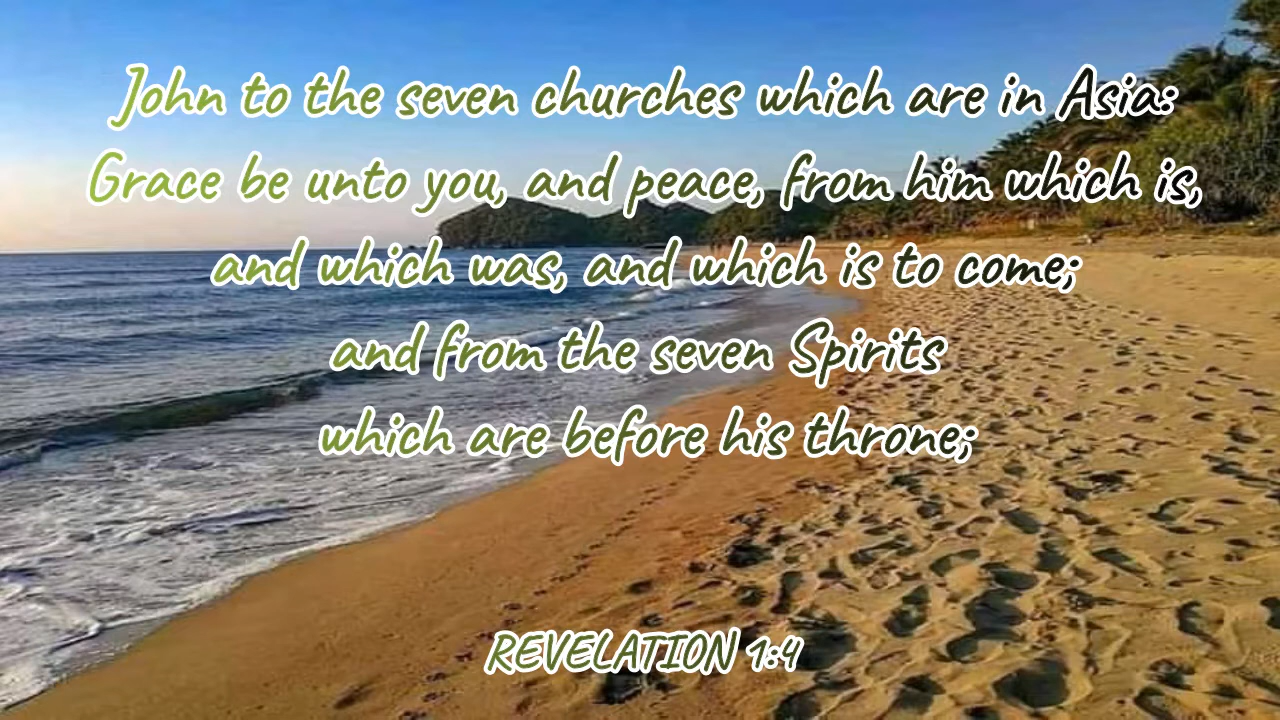 John to the seven churches which are in Asia:
Grace be unto you, and peace, from him which is,
and which was, and which is to come;
and from the seven Spirits
which are before his throne;
REVELATION 1:4